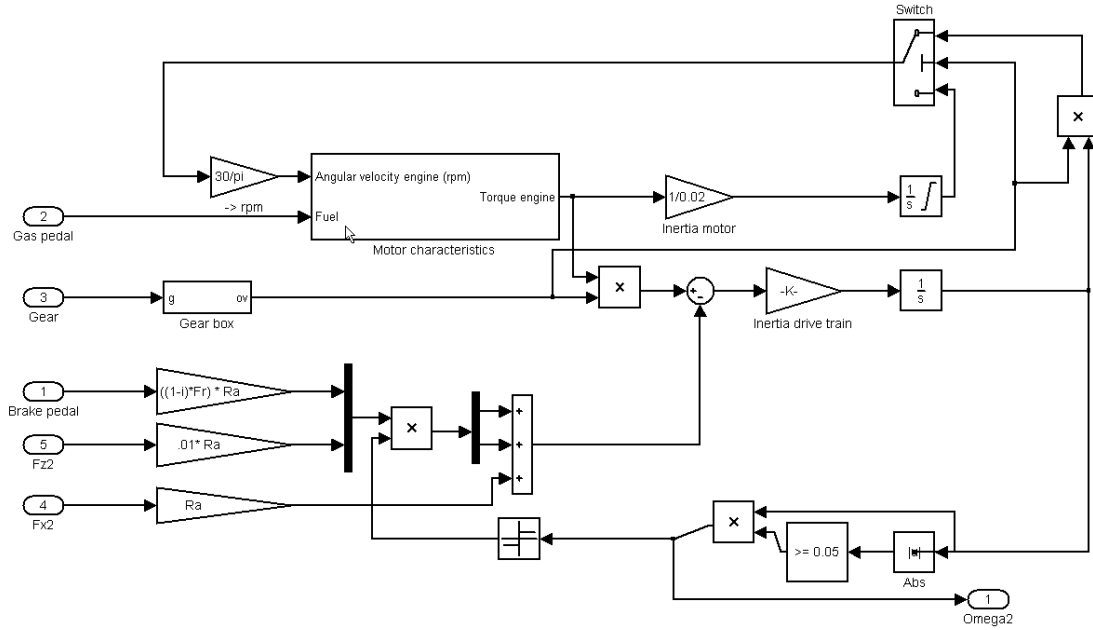 Switch
×
30/pi
-> rpm
Angular velocity engine (rpm)
Torque engine
Fuel
Motor characteristics
1/0.02
Inertia motor
1
s
2
Gas pedal
3
Gear
g
ov
Gear box
×
+
-
-K-
Inertia drive train
1
s
1
Brake pedal
((1-i)*Fr) * Ra
5
Fz2
.01* Ra
×
+
+
+
4
Fx2
Ra
×
>= 0.05
|u|
Abs
1
Omega2